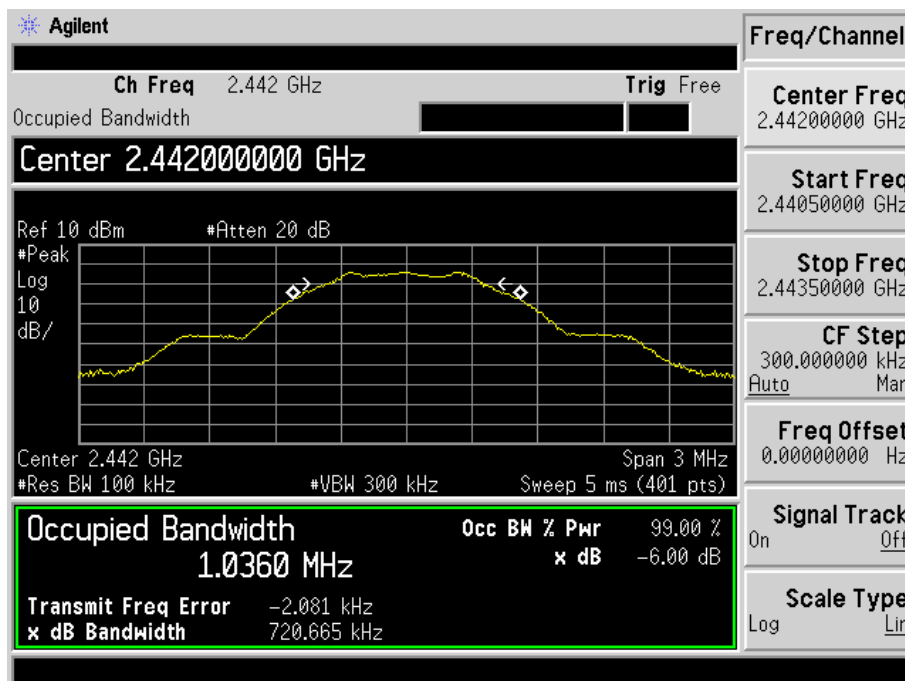 Agilent
Freq/Channel
Ch Freq 2.442 GHz Trig Free
Occupied Bandwidth
Center 2.442000000 GHz
Ref 10 dBm #Atten 20 dB
#Peak
Log
10
dB/
Center 2.442 GHz Span 3 MHz
#Res BW 100 kHz #VBW 300 kHz Sweep 5 ms (401 pts)
Occupied Bandwidth
1.0360 MHz
Occ BW % Pwr 99.00 %
x dB -6.00 dB
Transmit Freq Error -2.081 kHz
x dB Bandwidth 720.665 kHz
Center Freq
2.44200000 GHz
Start Freq
2.44050000 GHz
Stop Freq
2.44350000 GHz
CF Step
300.000000 kHz
Auto Man
Freq Offset
0.00000000 Hz
Signal Track
On Off
Scale Type
Log Lin